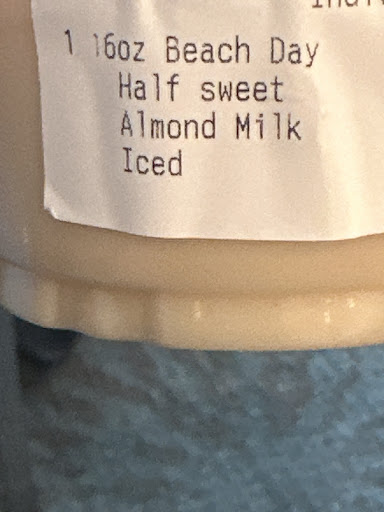 1 16oz Beach Day
Half sweet
Almond Milk
Iced